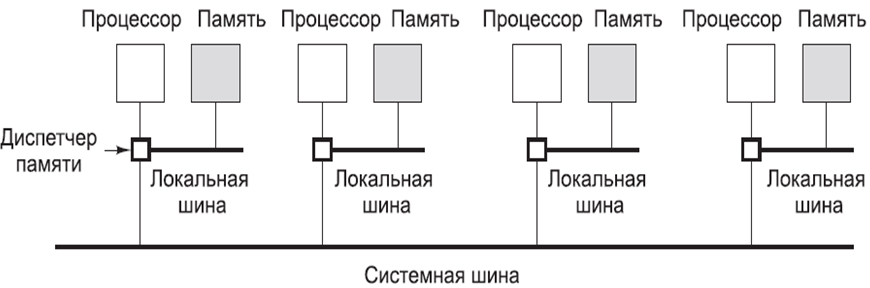 Процессор Память Процессор Память Процессор Память Процессор Память
Диспетчер
памяти
Локальная
шина
Локальная
шина
Локальная
шина
Локальная
шина
Системная шина